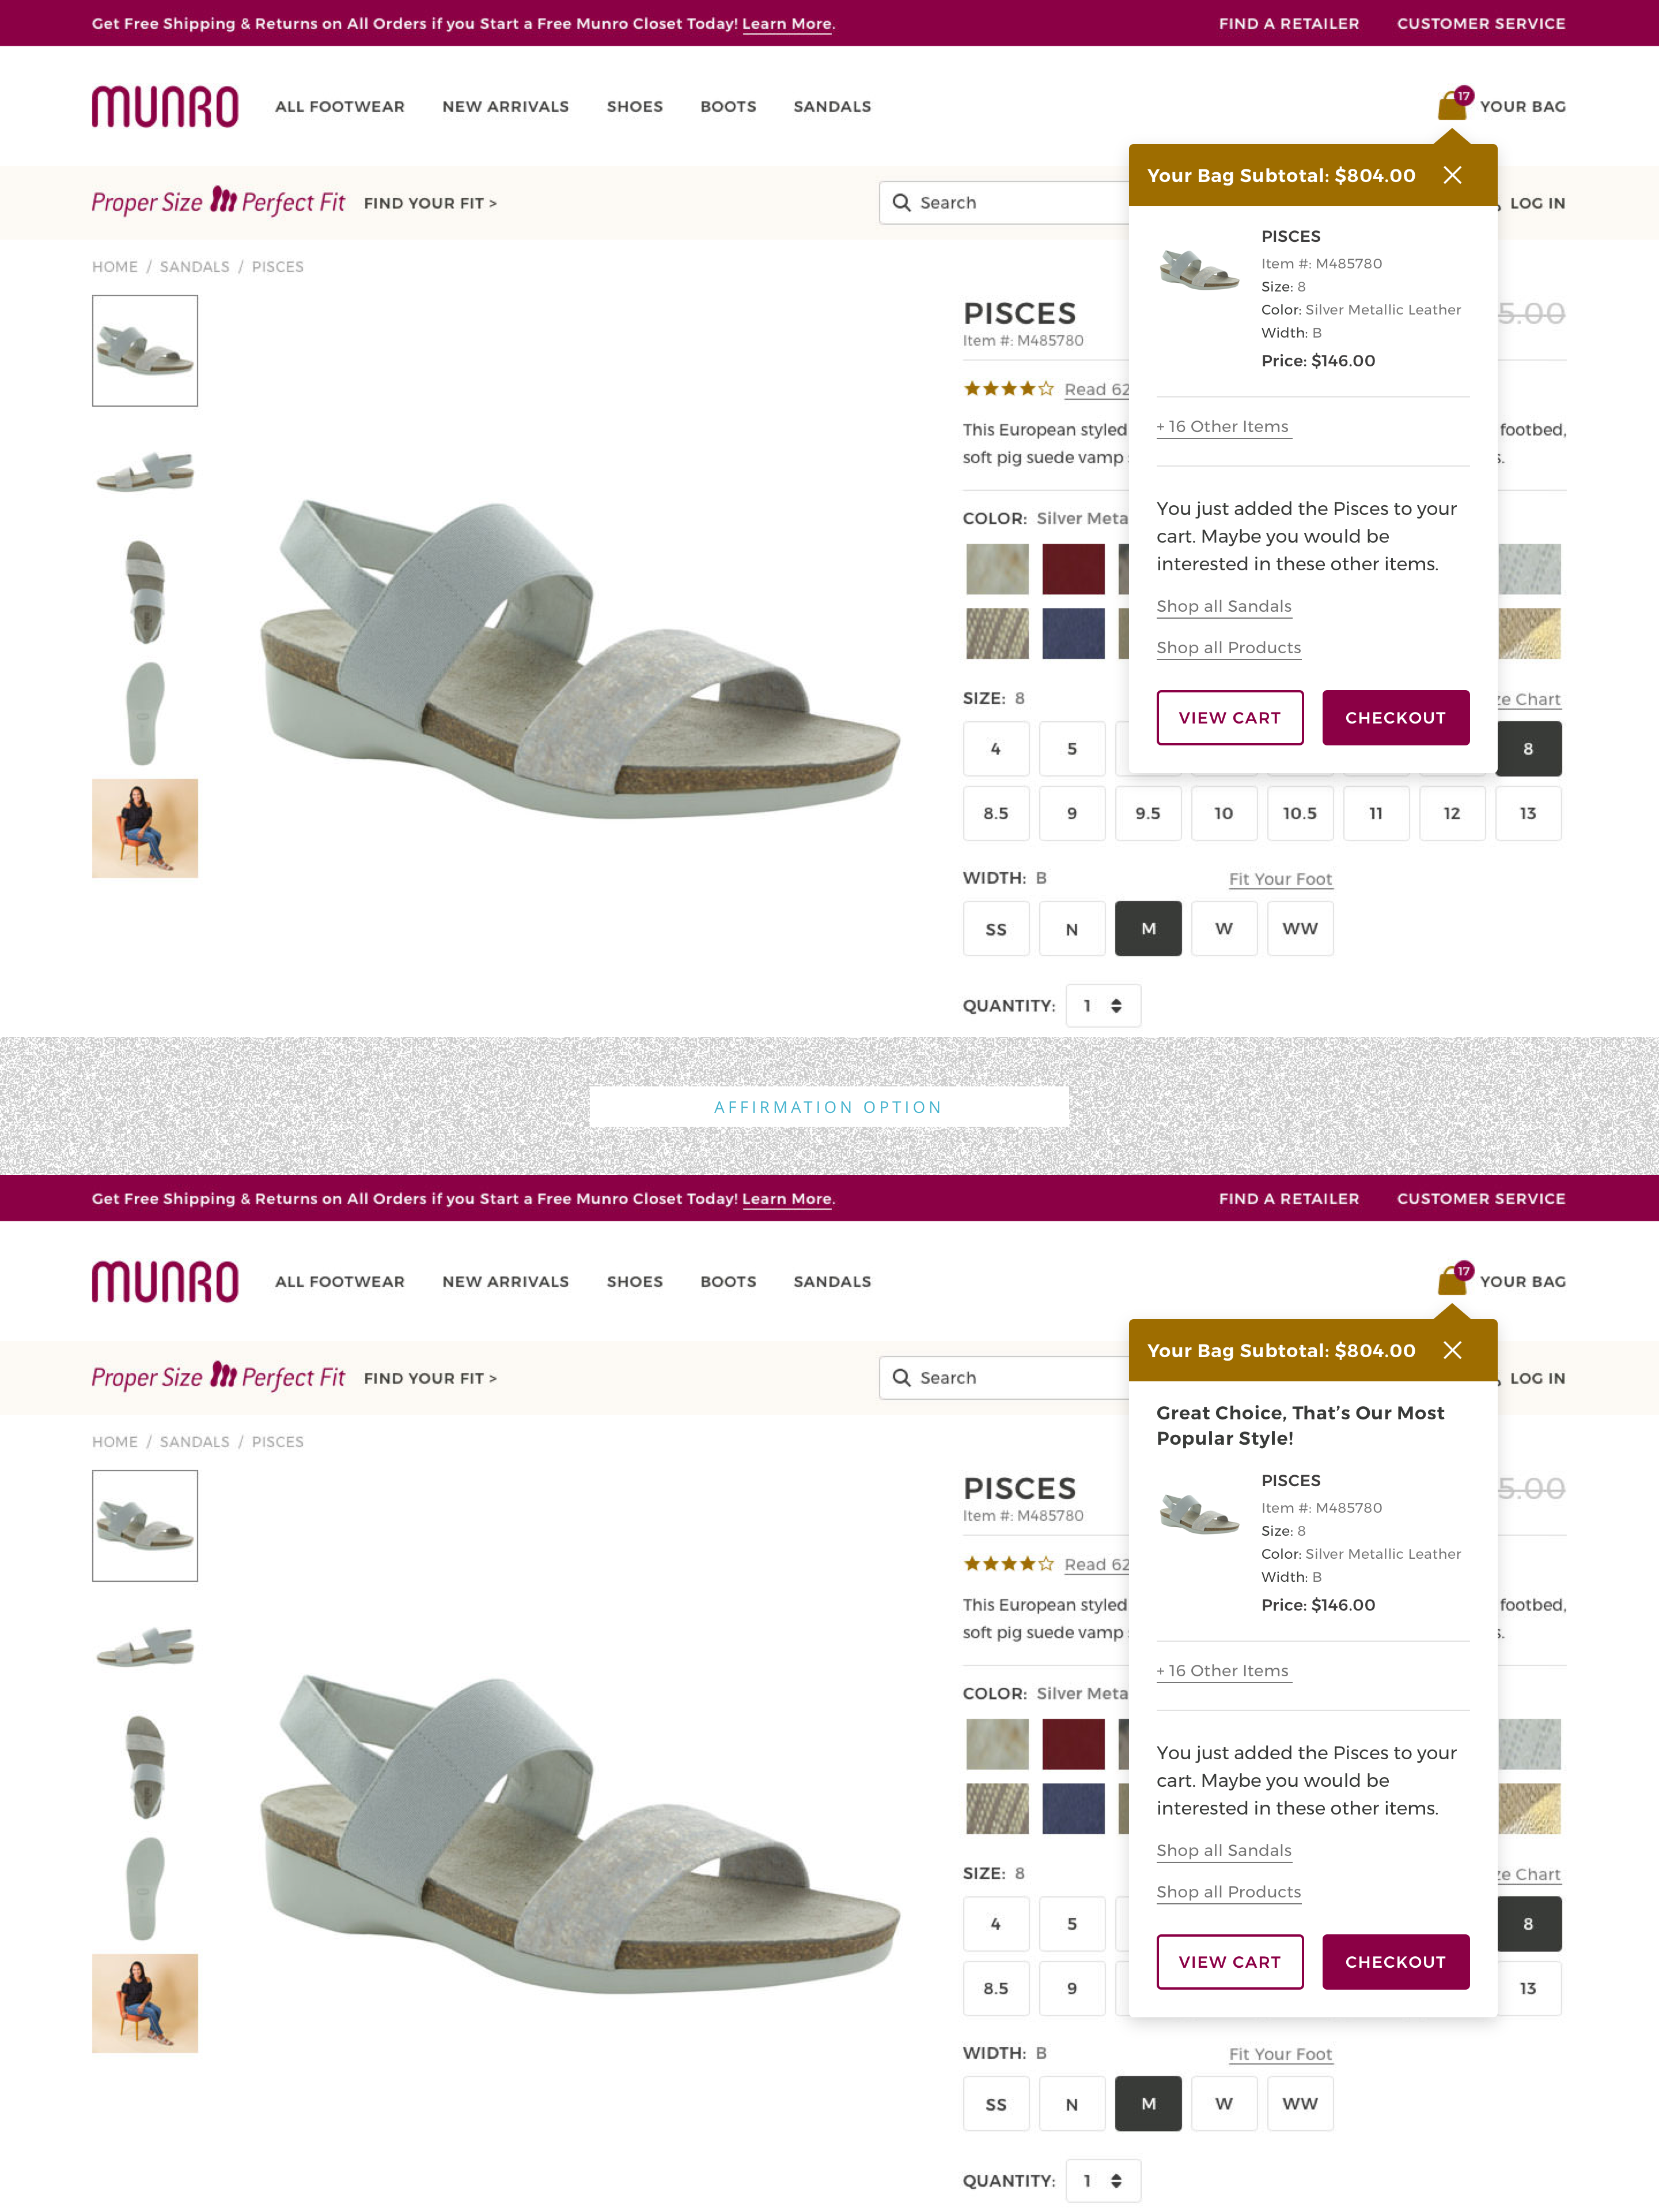 Get Free Shipping & Returns on All Orders if you Start a Free Munro Closet Today! Learn More.
FIND A RETAILER
CUSTOMER SERVICE
MUNRO
ALL FOOTWEAR
NEW ARRIVALS
SHOES
BOOTS
SANDALS
17
YOUR BAG
Proper Size Perfect Fit
FIND YOUR FIT >
Search
LOG IN
Your Bag Subtotal: $804.00
PISCES
Item #: M485780
Size: 8
Color: Silver Metallic Leather
Width: B
Price: $146.00
+ 16 Other Items
You just added the Pisces to your
cart. Maybe you would be
interested in these other items.
Shop all Sandals
Shop all Products
VIEW CART
CHECKOUT
HOME / SANDALS / PISCES
PISCES
5.00
Item #: M485780
Read 62
This European styled
footbed,
soft pig suede vamp
s.
COLOR: Silver Meta
SIZE: 8
ze Chart
4
5
8
8.5
9
9.5
10
10.5
11
12
13
WIDTH: B
Fit Your Foot
SS
N
M
W
WW
QUANTITY: 1
AFFIRMATION OPTION
Get Free Shipping & Returns on All Orders if you Start a Free Munro Closet Today! Learn More.
FIND A RETAILER
CUSTOMER SERVICE
MUNRO
ALL FOOTWEAR
NEW ARRIVALS
SHOES
BOOTS
SANDALS
17
YOUR BAG
Proper Size Perfect Fit
FIND YOUR FIT >
Search
LOG IN
Your Bag Subtotal: $804.00
Great Choice, That’s Our Most
Popular Style!
PISCES
Item #: M485780
Size: 8
Color: Silver Metallic Leather
Width: B
Price: $146.00
+ 16 Other Items
You just added the Pisces to your
cart. Maybe you would be
interested in these other items.
Shop all Sandals
Shop all Products
VIEW CART
CHECKOUT
HOME / SANDALS / PISCES
PISCES
5.00
Item #: M485780
Read 62
This European styled
footbed,
soft pig suede vamp
s.
COLOR: Silver Meta
SIZE: 8
ze Chart
4
5
8
8.5
9
13
WIDTH: B
Fit Your Foot
SS
N
M
W
WW
QUANTITY: 1